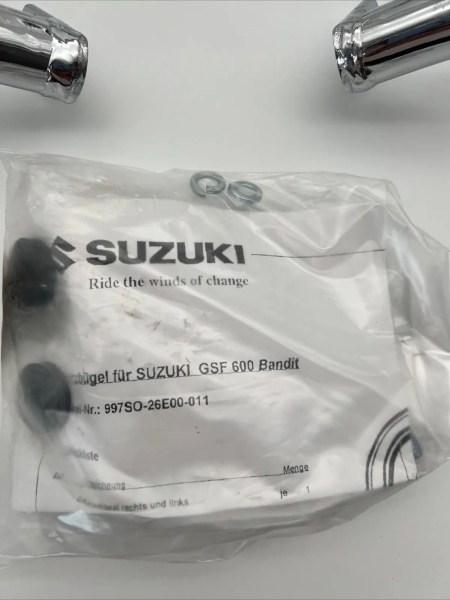 SUZUKI
Ride the winds of change
bügel für SUZUKI GSF 600 Bandit
-Nr.: 997SO-26E00-011
Menge
rechts und links je 1